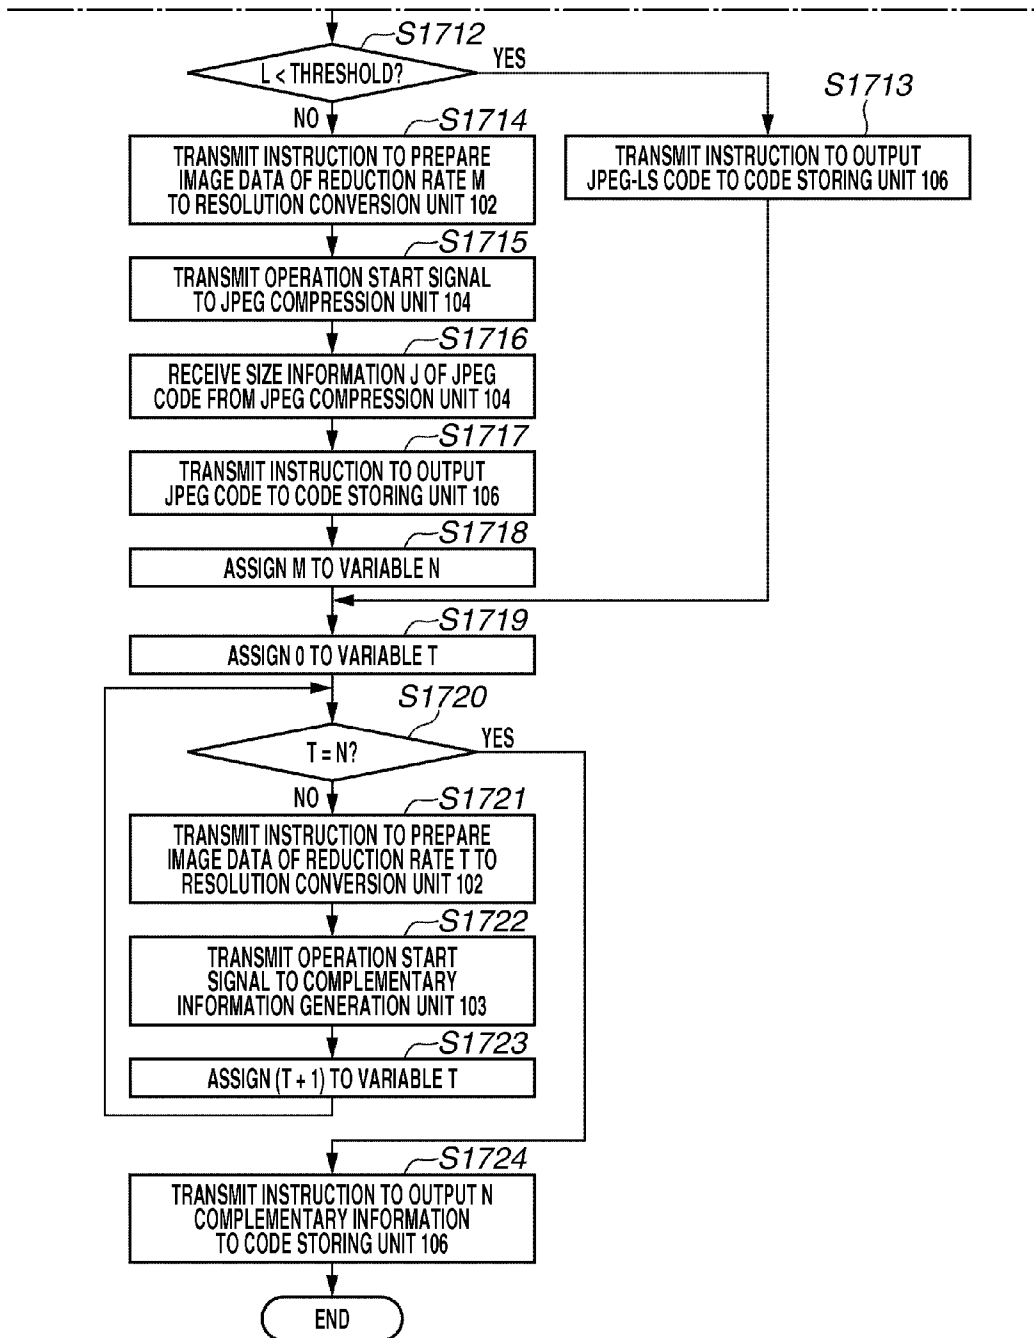 S1712
L < THRESHOLD?
YES
NO
S1713
TRANSMIT INSTRUCTION TO OUTPUT
JPEG-LS CODE TO CODE STORING UNIT 106
S1714
TRANSMIT INSTRUCTION TO PREPARE
IMAGE DATA OF REDUCTION RATE M
TO RESOLUTION CONVERSION UNIT 102
S1715
TRANSMIT OPERATION START SIGNAL
TO JPEG COMPRESSION UNIT 104
S1716
RECEIVE SIZE INFORMATION J OF JPEG
CODE FROM JPEG COMPRESSION UNIT 104
S1717
TRANSMIT INSTRUCTION TO OUTPUT
JPEG CODE TO CODE STORING UNIT 106
S1718
ASSIGN M TO VARIABLE N
S1719
ASSIGN 0 TO VARIABLE T
S1720
T = N?
YES
NO
S1721
TRANSMIT INSTRUCTION TO PREPARE
IMAGE DATA OF REDUCTION RATE T TO
RESOLUTION CONVERSION UNIT 102
S1722
TRANSMIT OPERATION START
SIGNAL TO COMPLEMENTARY
INFORMATION GENERATION UNIT 103
S1723
ASSIGN (T + 1) TO VARIABLE T
S1724
TRANSMIT INSTRUCTION TO OUTPUT N
COMPLEMENTARY INFORMATION
TO CODE STORING UNIT 106
END